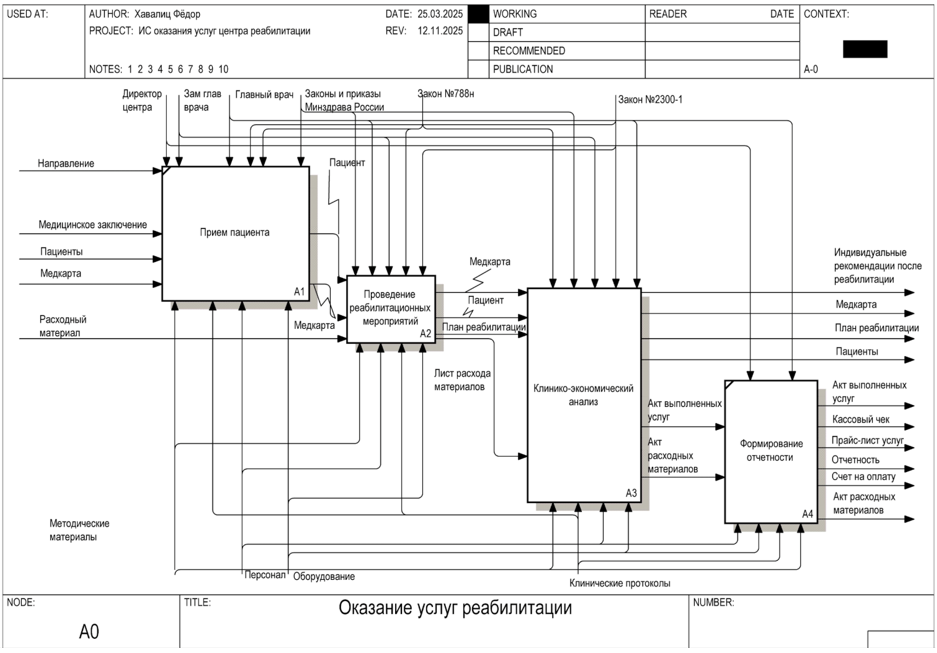 USED AT:
AUTHOR: Хавалиц Фёдор
DATE: 25.03.2025
PROJECT: ИС оказания услуг центра реабилитации
REV: 12.11.2025
NOTES: 1 2 3 4 5 6 7 8 9 10
WORKING
DRAFT
RECOMMENDED
PUBLICATION
READER
DATE
CONTEXT:
A-0
Директор
центра
Зам глав
врача
Главный врач
Законы и приказы
Минздрава России
Закон №788н
Закон №2300-1
Направление
Медицинское заключение
Пациенты
Медкарта
Расходный
материал
Прием пациента
A1
Пациент
Медкарта
Проведение
реабилитационных
мероприятий
A2
Медкарта
Пациент
План реабилитации
Лист расхода
материалов
Клинико-экономический
анализ
A3
Индивидуальные
рекомендации после
реабилитации
Медкарта
План реабилитации
Пациенты
Акт выполненных
услуг
Акт
расходных
материалов
Формирование
отчетности
A4
Акт выполненных
услуг
Кассовый чек
Прайс-лист услуг
Отчетность
Счет на оплату
Акт расходных
материалов
Методические
материалы
Персонал
Оборудование
Клинические протоколы
NODE:
A0
TITLE:
Оказание услуг реабилитации
NUMBER: